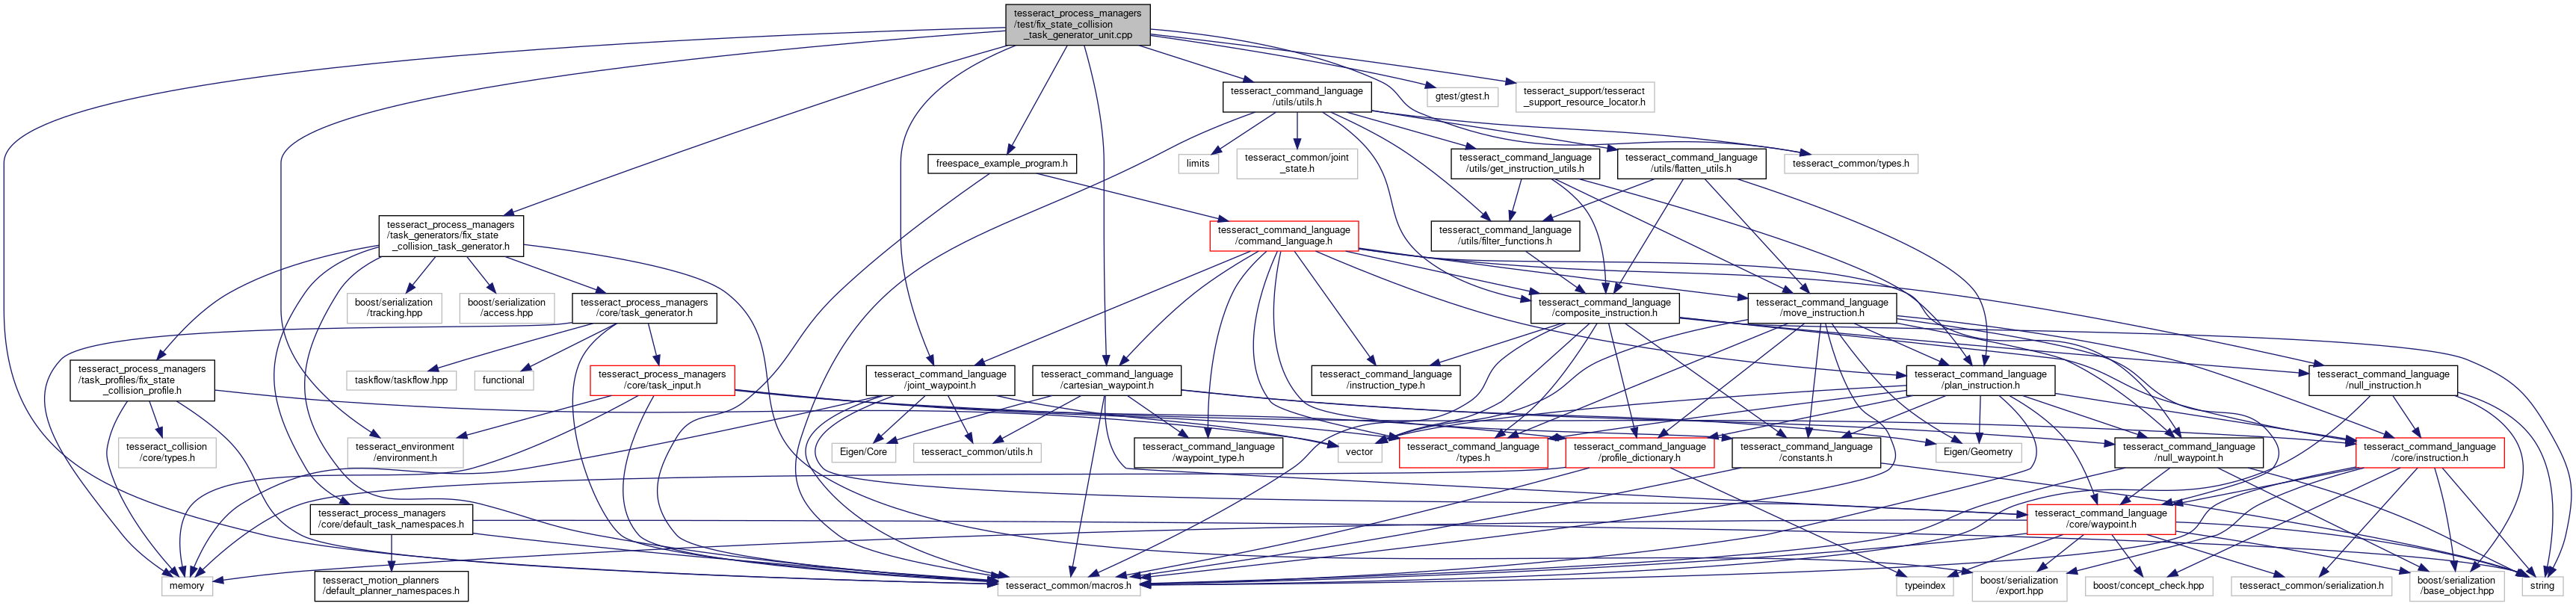 tesseract_process_managers
/test/fix_state_collision
_task_generator_unit.cpp
tesseract_command_language
/utils/utils.h
gtest/gtest.h
tesseract_support/tesseract
_support_resource_locator.h
freespace_example_program.h
limits
tesseract_common/joint
_state.h
tesseract_command_language
/utils/get_instruction_utils.h
tesseract_command_language
/utils/flatten_utils.h
tesseract_common/types.h
tesseract_process_managers
/task_generators/fix_state
_collision_task_generator.h
tesseract_command_language
/command_language.h
tesseract_command_language
/utils/filter_functions.h
boost/serialization
/tracking.hpp
boost/serialization
/access.hpp
tesseract_process_managers
/core/task_generator.h
tesseract_command_language
/composite_instruction.h
tesseract_command_language
/move_instruction.h
tesseract_process_managers
/task_profiles/fix_state
_collision_profile.h
taskflow/taskflow.hpp
functional
tesseract_process_managers
/core/task_input.h
tesseract_command_language
/joint_waypoint.h
tesseract_command_language
/cartesian_waypoint.h
tesseract_command_language
/instruction_type.h
tesseract_command_language
/plan_instruction.h
tesseract_command_language
/null_instruction.h
tesseract_collision
/core/types.h
tesseract_environment
/environment.h
Eigen/Core
tesseract_common/utils.h
tesseract_command_language
/waypoint_type.h
vector
tesseract_command_language
/types.h
tesseract_command_language
/profile_dictionary.h
tesseract_command_language
/constants.h
Eigen/Geometry
tesseract_command_language
/null_waypoint.h
tesseract_command_language
/core/instruction.h
tesseract_process_managers
/core/default_task_namespaces.h
tesseract_command_language
/core/waypoint.h
memory
tesseract_motion_planners
/default_planner_namespaces.h
tesseract_common/macros.h
typeindex
boost/serialization
/export.hpp
boost/concept_check.hpp
tesseract_common/serialization.h
boost/serialization
/base_object.hpp
string